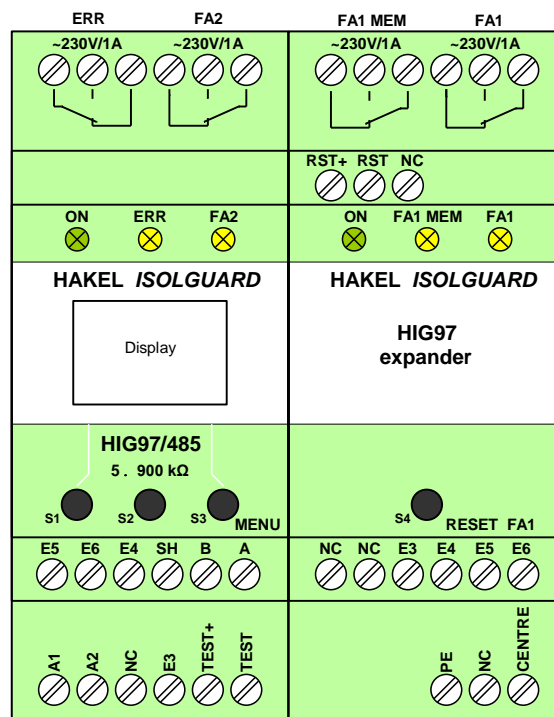 ERR FA2 FA1 MEM FA1
~230V/1A ~230V/1A ~230V/1A ~230V/1A
RST+ RST NC
ON ERR FA2 ON FA1 MEM FA1
HAKEL ISOLGUARD HAKEL ISOLGUARD
Display
HIG97
expander
HIG97/485
5 . 900 kΩ
S1 S2 S3 MENU S4 RESET FA1
E5 E6 E4 SH B A NC NC E3 E4 E5 E6
A1 A2 NC E3 TEST+ TEST PE NC CENTRE